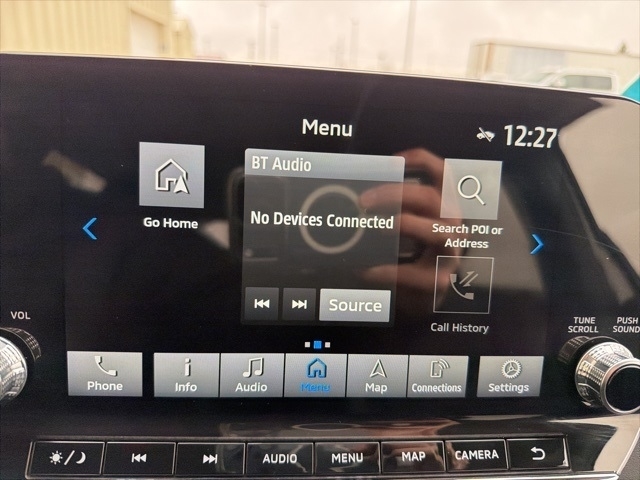 Menu
12:27
BT Audio
No Devices Connected
Go Home
Search POI or
Address
Source
Call History
VOL
TUNE
SCROLL
PUSH
SOUND
Phone
Info
Audio
Menu
Map
Connections
Settings
AUDIO
MENU
MAP
CAMERA